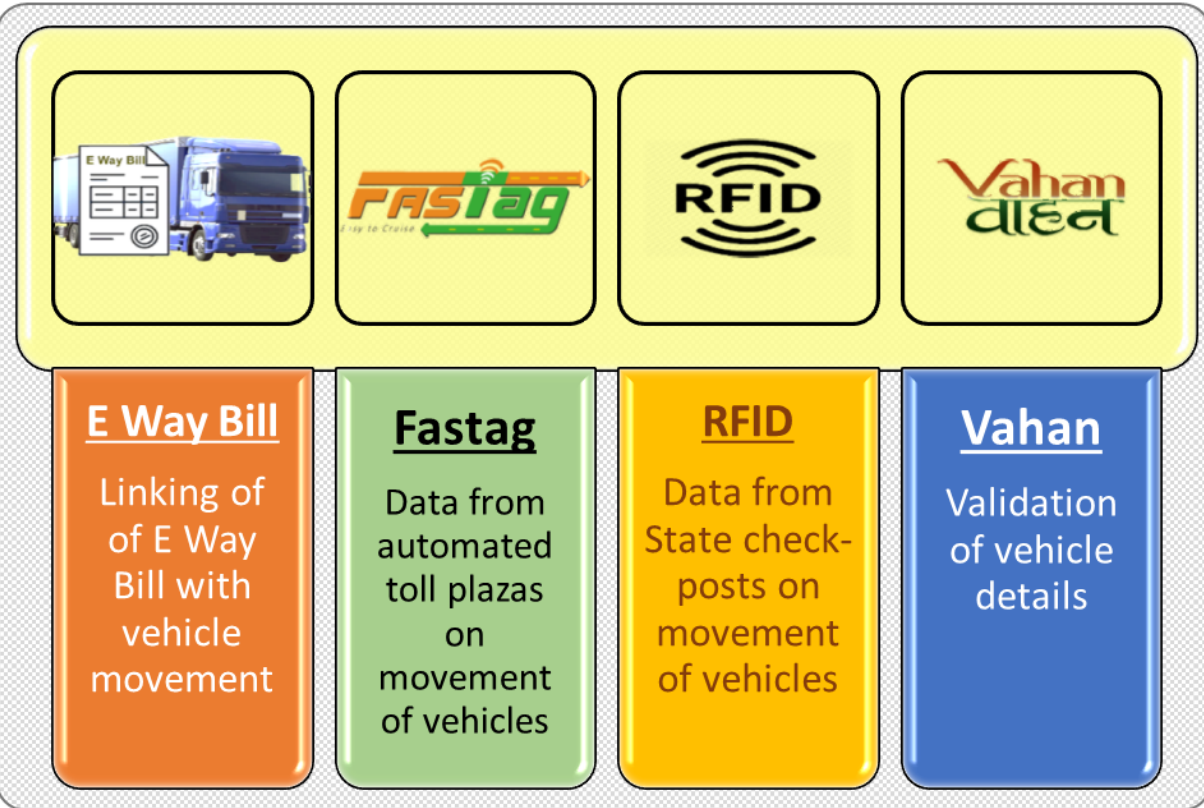 E Way Bill
FASTag
to Cruise
RFID
Vahan
वाहन
E Way Bill
Linking of
of E Way
Bill with
vehicle
movement
Fastag
Data from
automated
toll plazas
on
movement
of vehicles
RFID
Data from
State check-
posts on
movement
of vehicles
Vahan
Validation
of vehicle
details